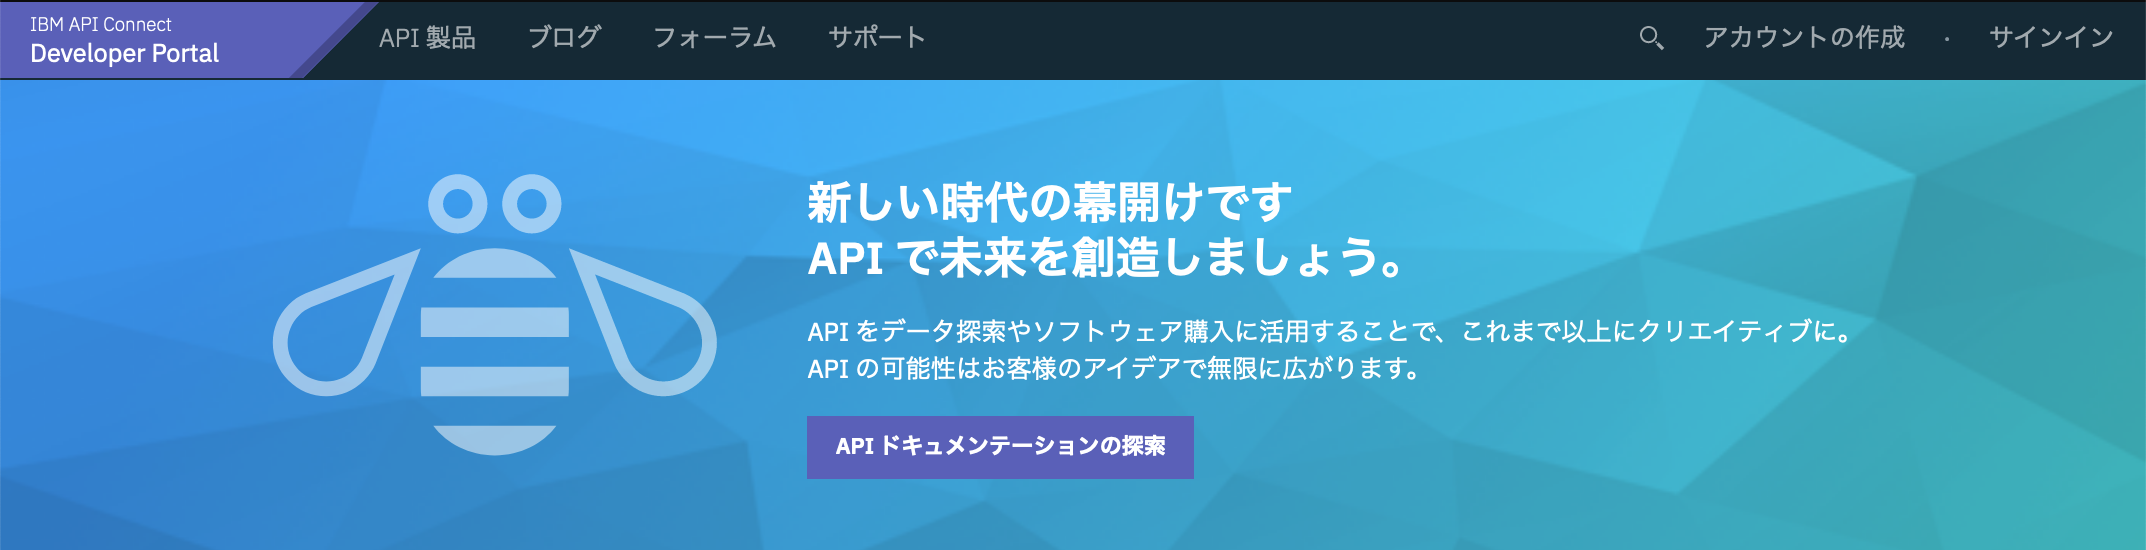 IBM API Connect
Developer Portal
API 製品 ブログ フォーラム サポート アカウントの作成 · サインイン
新しい時代の幕開けです
API で未来を創造しましょう。
API をデータ探索やソフトウェア購入に活用することで、これまで以上にクリエイティブに。
API の可能性はお客様のアイデアで無限に広がります。
API ドキュメンテーションの探索